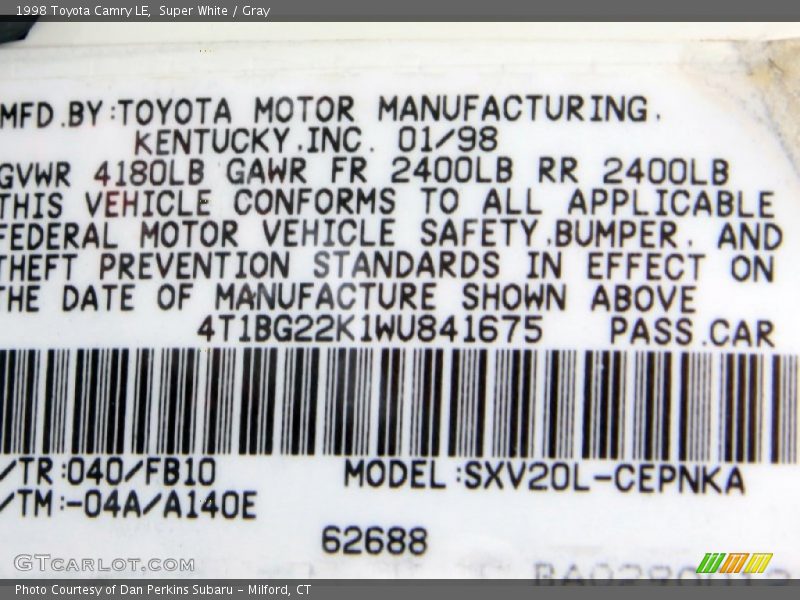 1998 Toyota Camry LE, Super White / Gray
MFD.BY:TOYOTA MOTOR MANUFACTURING.
KENTUCKY.INC. 01/98
GVWR 4180LB GAWR FR 2400LB RR 2400LB
THIS VEHICLE CONFORMS TO ALL APPLICABLE
FEDERAL MOTOR VEHICLE SAFETY.BUMPER. AND
THEFT PREVENTION STANDARDS IN EFFECT ON
THE DATE OF MANUFACTURE SHOWN ABOVE
4T1BG22K1WU841675 PASS.CAR
/TR:040/FB10 MODEL:SXV20L-CEPNKA
/TM:-04A/A140E
62688
GTCARLOT.COM
Photo Courtesy of Dan Perkins Subaru - Milford, CT